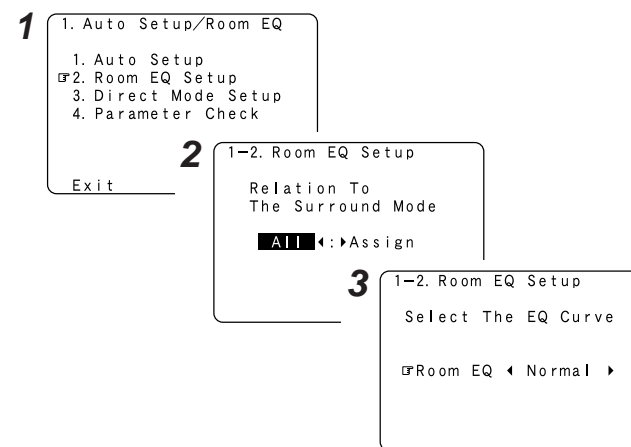 1
1. Auto Setup/Room EQ
1. Auto Setup
☞2. Room EQ Setup
3. Direct Mode Setup
4. Parameter Check
Exit
2
1-2. Room EQ Setup
Relation To
The Surround Mode
All ◂:▸Assign
3
1-2. Room EQ Setup
Select The EQ Curve
☞Room EQ ◂ Normal ▸